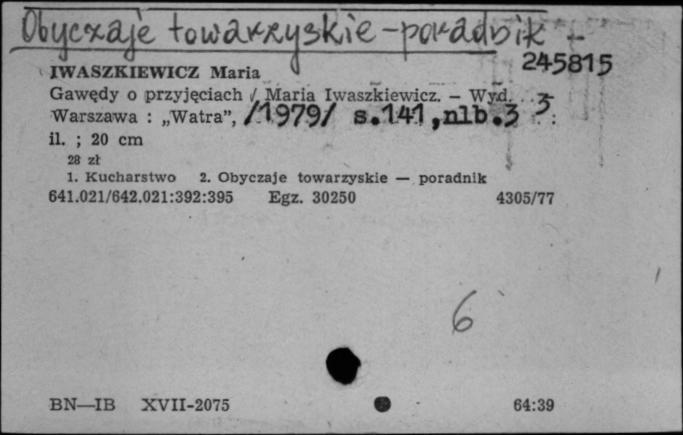 Obyczaje towarzyskie - poradnik +
245815
IWASZKIEWICZ Maria
Gawędy o przyjęciach / Maria Iwaszkiewicz. — Wyd. 3
Warszawa : „Watra”, /1979/ s.141,nlb.3
il. ; 20 cm
28 zł
1. Kucharstwo 2. Obyczaje towarzyskie — poradnik
641.021/642.021:392:395 Egz. 30250 4305/77
6
BN—IB XVII-2075 64:39